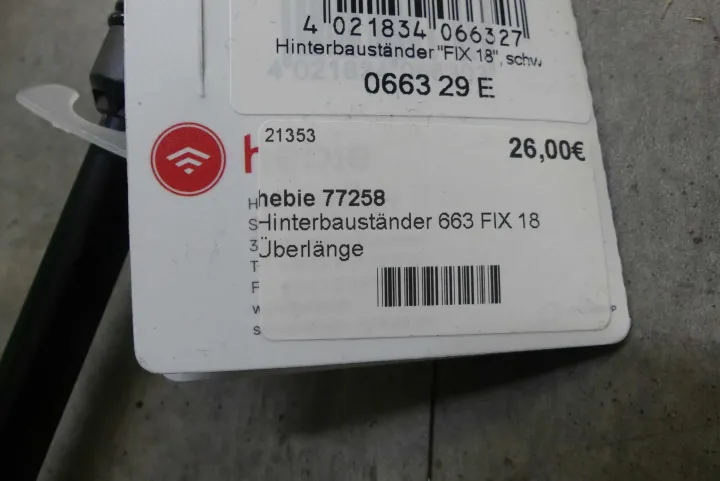 4 021834 066327
Hinterbauständer "FIX 18", schw
0663 29 E
21353
26,00€
hebie 77258
Hinterbauständer 663 FIX 18
Überlänge